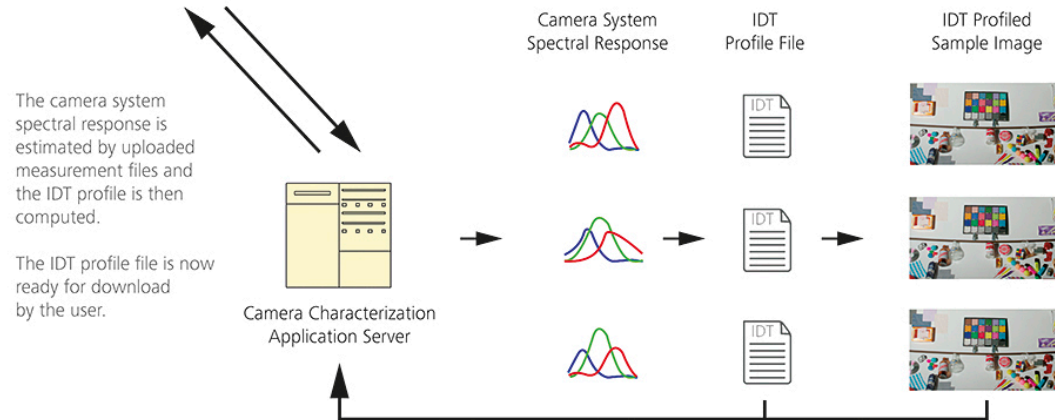 Camera System
Spectral Response
IDT
Profile File
IDT Profiled
Sample Image
The camera system
spectral response is
estimated by uploaded
measurement files and
the IDT profile is then
computed.
The IDT profile file is now
ready for download
by the user.
IDT
IDT
IDT
Camera Characterization
Application Server